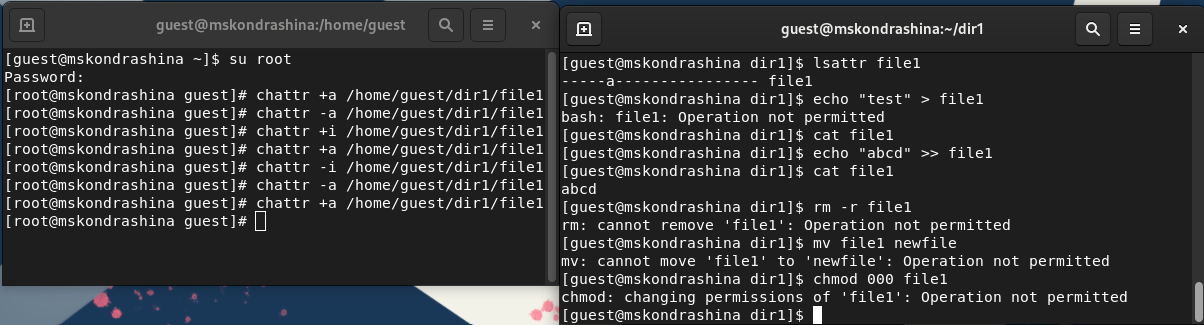 guest@mskondrashina:/home/guest
[guest@mskondrashina ~]$ su root
Password:
[root@mskondrashina guest]# chattr +a /home/guest/dir1/file1
[root@mskondrashina guest]# chattr -a /home/guest/dir1/file1
[root@mskondrashina guest]# chattr +i /home/guest/dir1/file1
[root@mskondrashina guest]# chattr +a /home/guest/dir1/file1
[root@mskondrashina guest]# chattr -i /home/guest/dir1/file1
[root@mskondrashina guest]# chattr -a /home/guest/dir1/file1
[root@mskondrashina guest]# chattr +a /home/guest/dir1/file1
[root@mskondrashina guest]#
guest@mskondrashina:~/dir1
[guest@mskondrashina dir1]$ lsattr file1
-----a---------------- file1
[guest@mskondrashina dir1]$ echo "test" > file1
bash: file1: Operation not permitted
[guest@mskondrashina dir1]$ cat file1
[guest@mskondrashina dir1]$ echo "abcd" >> file1
[guest@mskondrashina dir1]$ cat file1
abcd
[guest@mskondrashina dir1]$ rm -r file1
rm: cannot remove 'file1': Operation not permitted
[guest@mskondrashina dir1]$ mv file1 newfile
mv: cannot move 'file1' to 'newfile': Operation not permitted
[guest@mskondrashina dir1]$ chmod 000 file1
chmod: changing permissions of 'file1': Operation not permitted
[guest@mskondrashina dir1]$